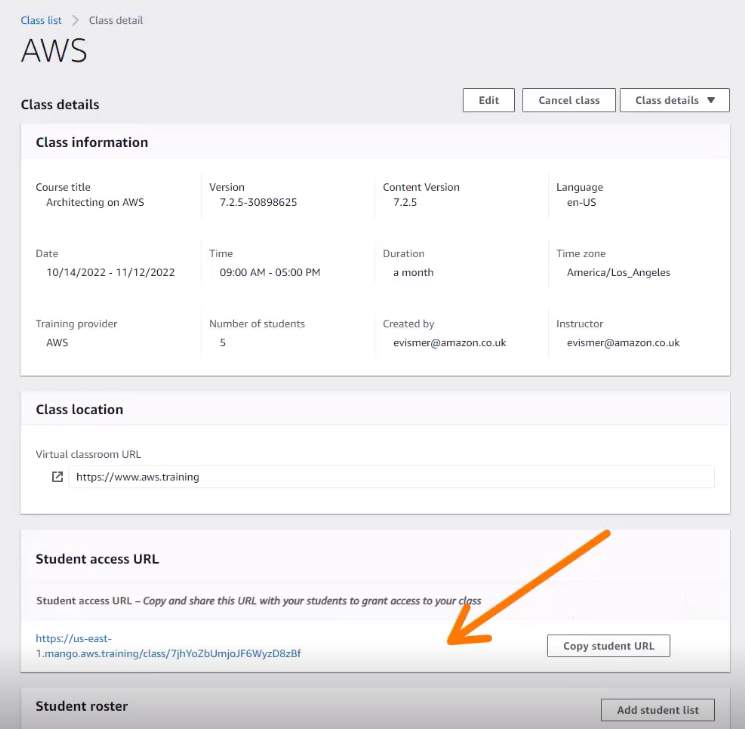 Class list > Class detail
AWS
Class details
Edit
Cancel class
Class details
Class information
Course title
Architecting on AWS
Version
7.2.5-30898625
Content Version
7.2.5
Language
en-US
Date
10/14/2022 - 11/12/2022
Time
09:00 AM - 05:00 PM
Duration
a month
Time zone
America/Los_Angeles
Training provider
AWS
Number of students
5
Created by
evismer@amazon.co.uk
Instructor
evismer@amazon.co.uk
Class location
Virtual classroom URL
https://www.aws.training
Student access URL
Student access URL – Copy and share this URL with your students to grant access to your class
https://us-east-
1.mango.aws.training/class/7jhYoZbUmjoJF6WyzD8zBf
Copy student URL
Student roster
Add student list